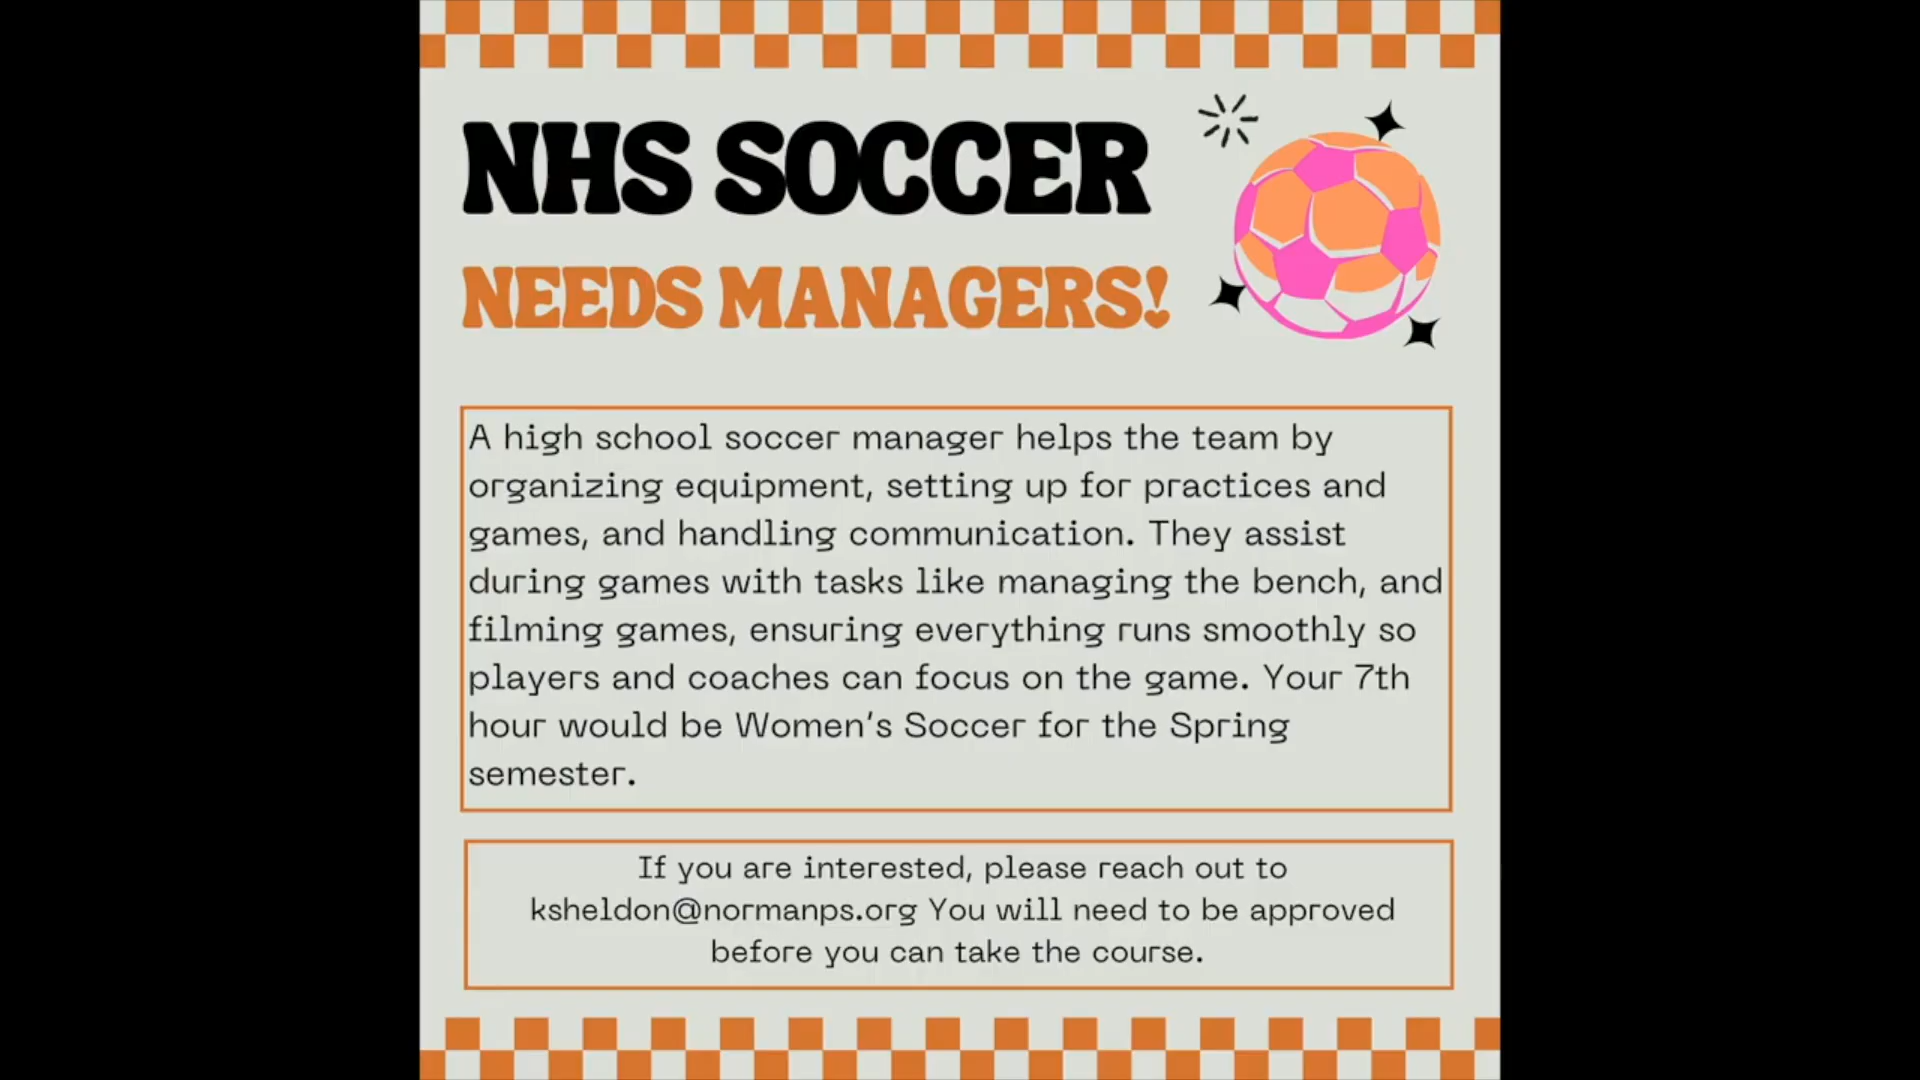 NHS SOCCER
NEEDS MANAGERS!
A high school soccer manager helps the team by
organizing equipment, setting up for practices and
games, and handling communication. They assist
during games with tasks like managing the bench, and
filming games, ensuring everything runs smoothly so
players and coaches can focus on the game. Your 7th
hour would be Women's Soccer for the Spring
semester.
If you are interested, please reach out to
ksheldon@normanps.org You will need to be approved
before you can take the course.